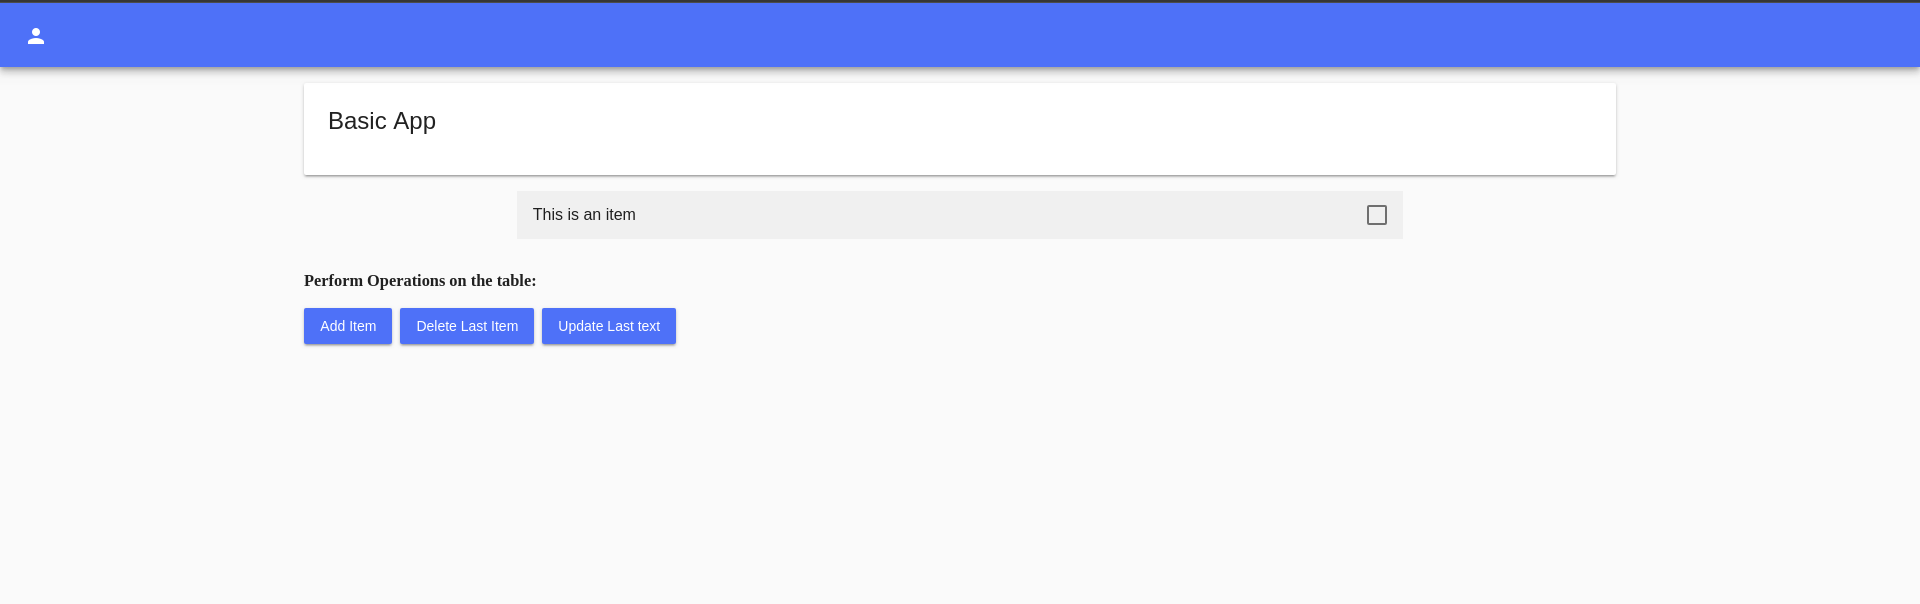 Basic App
This is an item
Perform Operations on the table:
Add Item Delete Last Item Update Last text